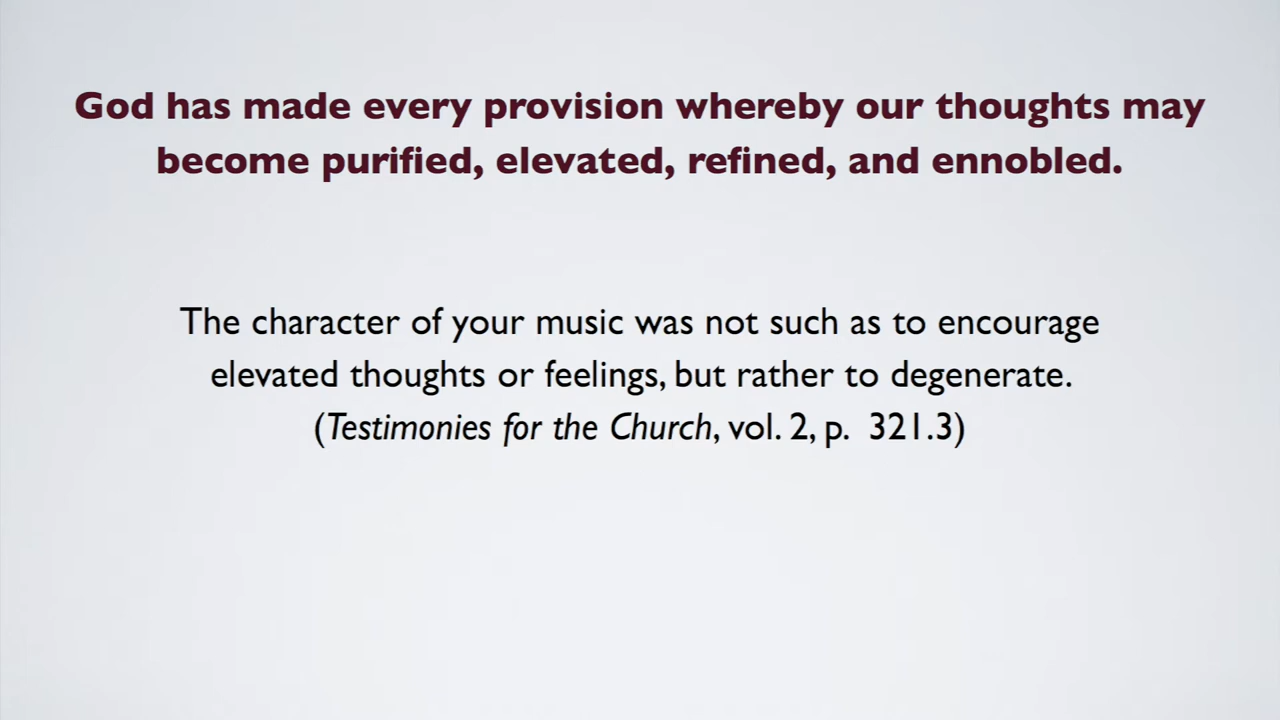 God has made every provision whereby our thoughts may
become purified, elevated, refined, and ennobled.
The character of your music was not such as to encourage
elevated thoughts or feelings, but rather to degenerate.
(Testimonies for the Church, vol. 2, p. 321.3)